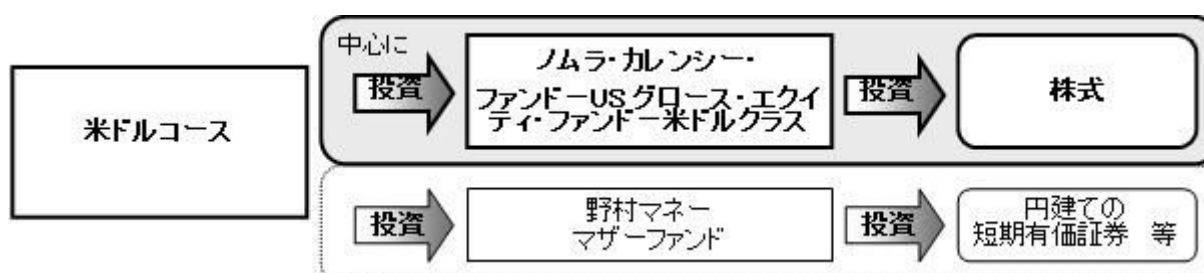 米ドルコース
中心に
投資
ノムラ・カレンシー・
ファンドーUSグロース・エクイ
ティ・ファンドー米ドルクラス
投資
株式
投資
野村マネー
マザーファンド
投資
円建ての
短期有価証券　等